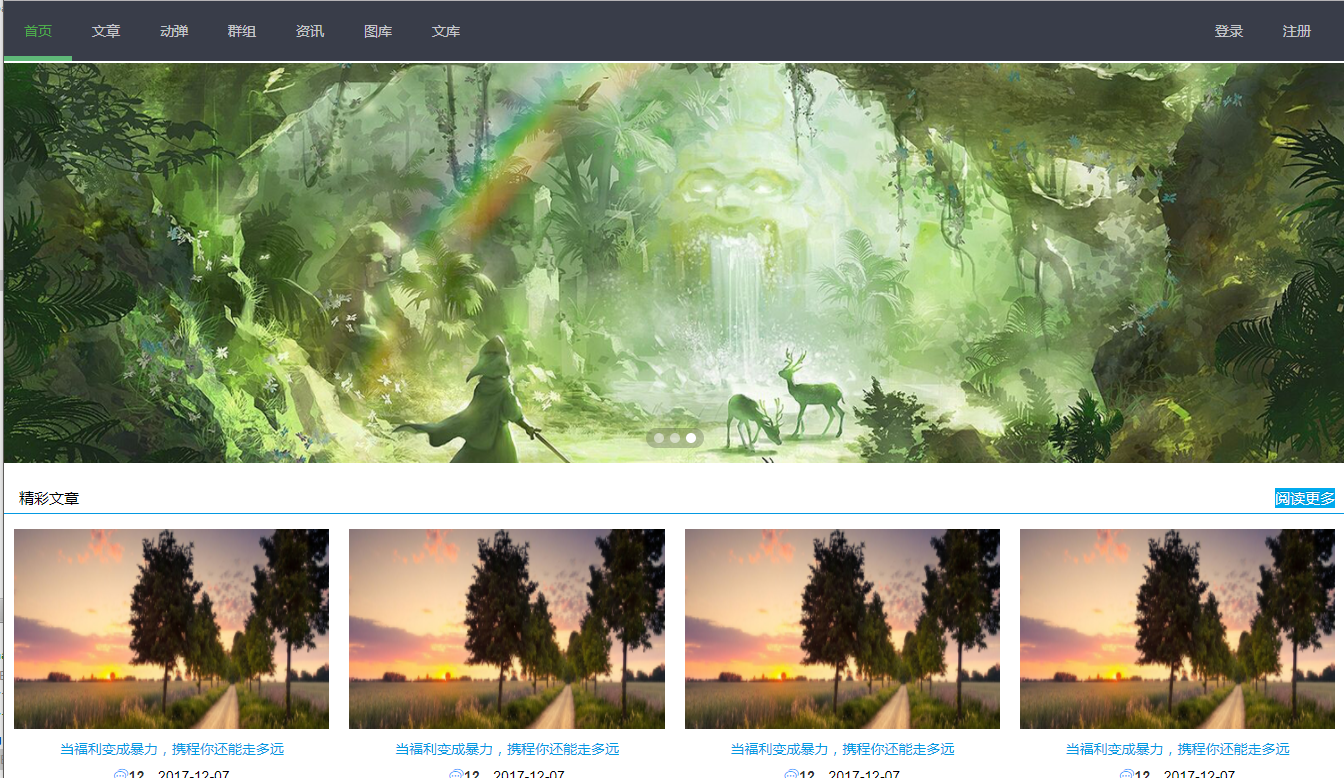 首页 文章 动弹 群组 资讯 图库 文库 登录 注册
精彩文章 阅读更多
当福利变成暴力，携程你还能走多远 当福利变成暴力，携程你还能走多远 当福利变成暴力，携程你还能走多远 当福利变成暴力，携程你还能走多远
12 2017-12-07 12 2017-12-07 12 2017-12-07 12 2017-12-07